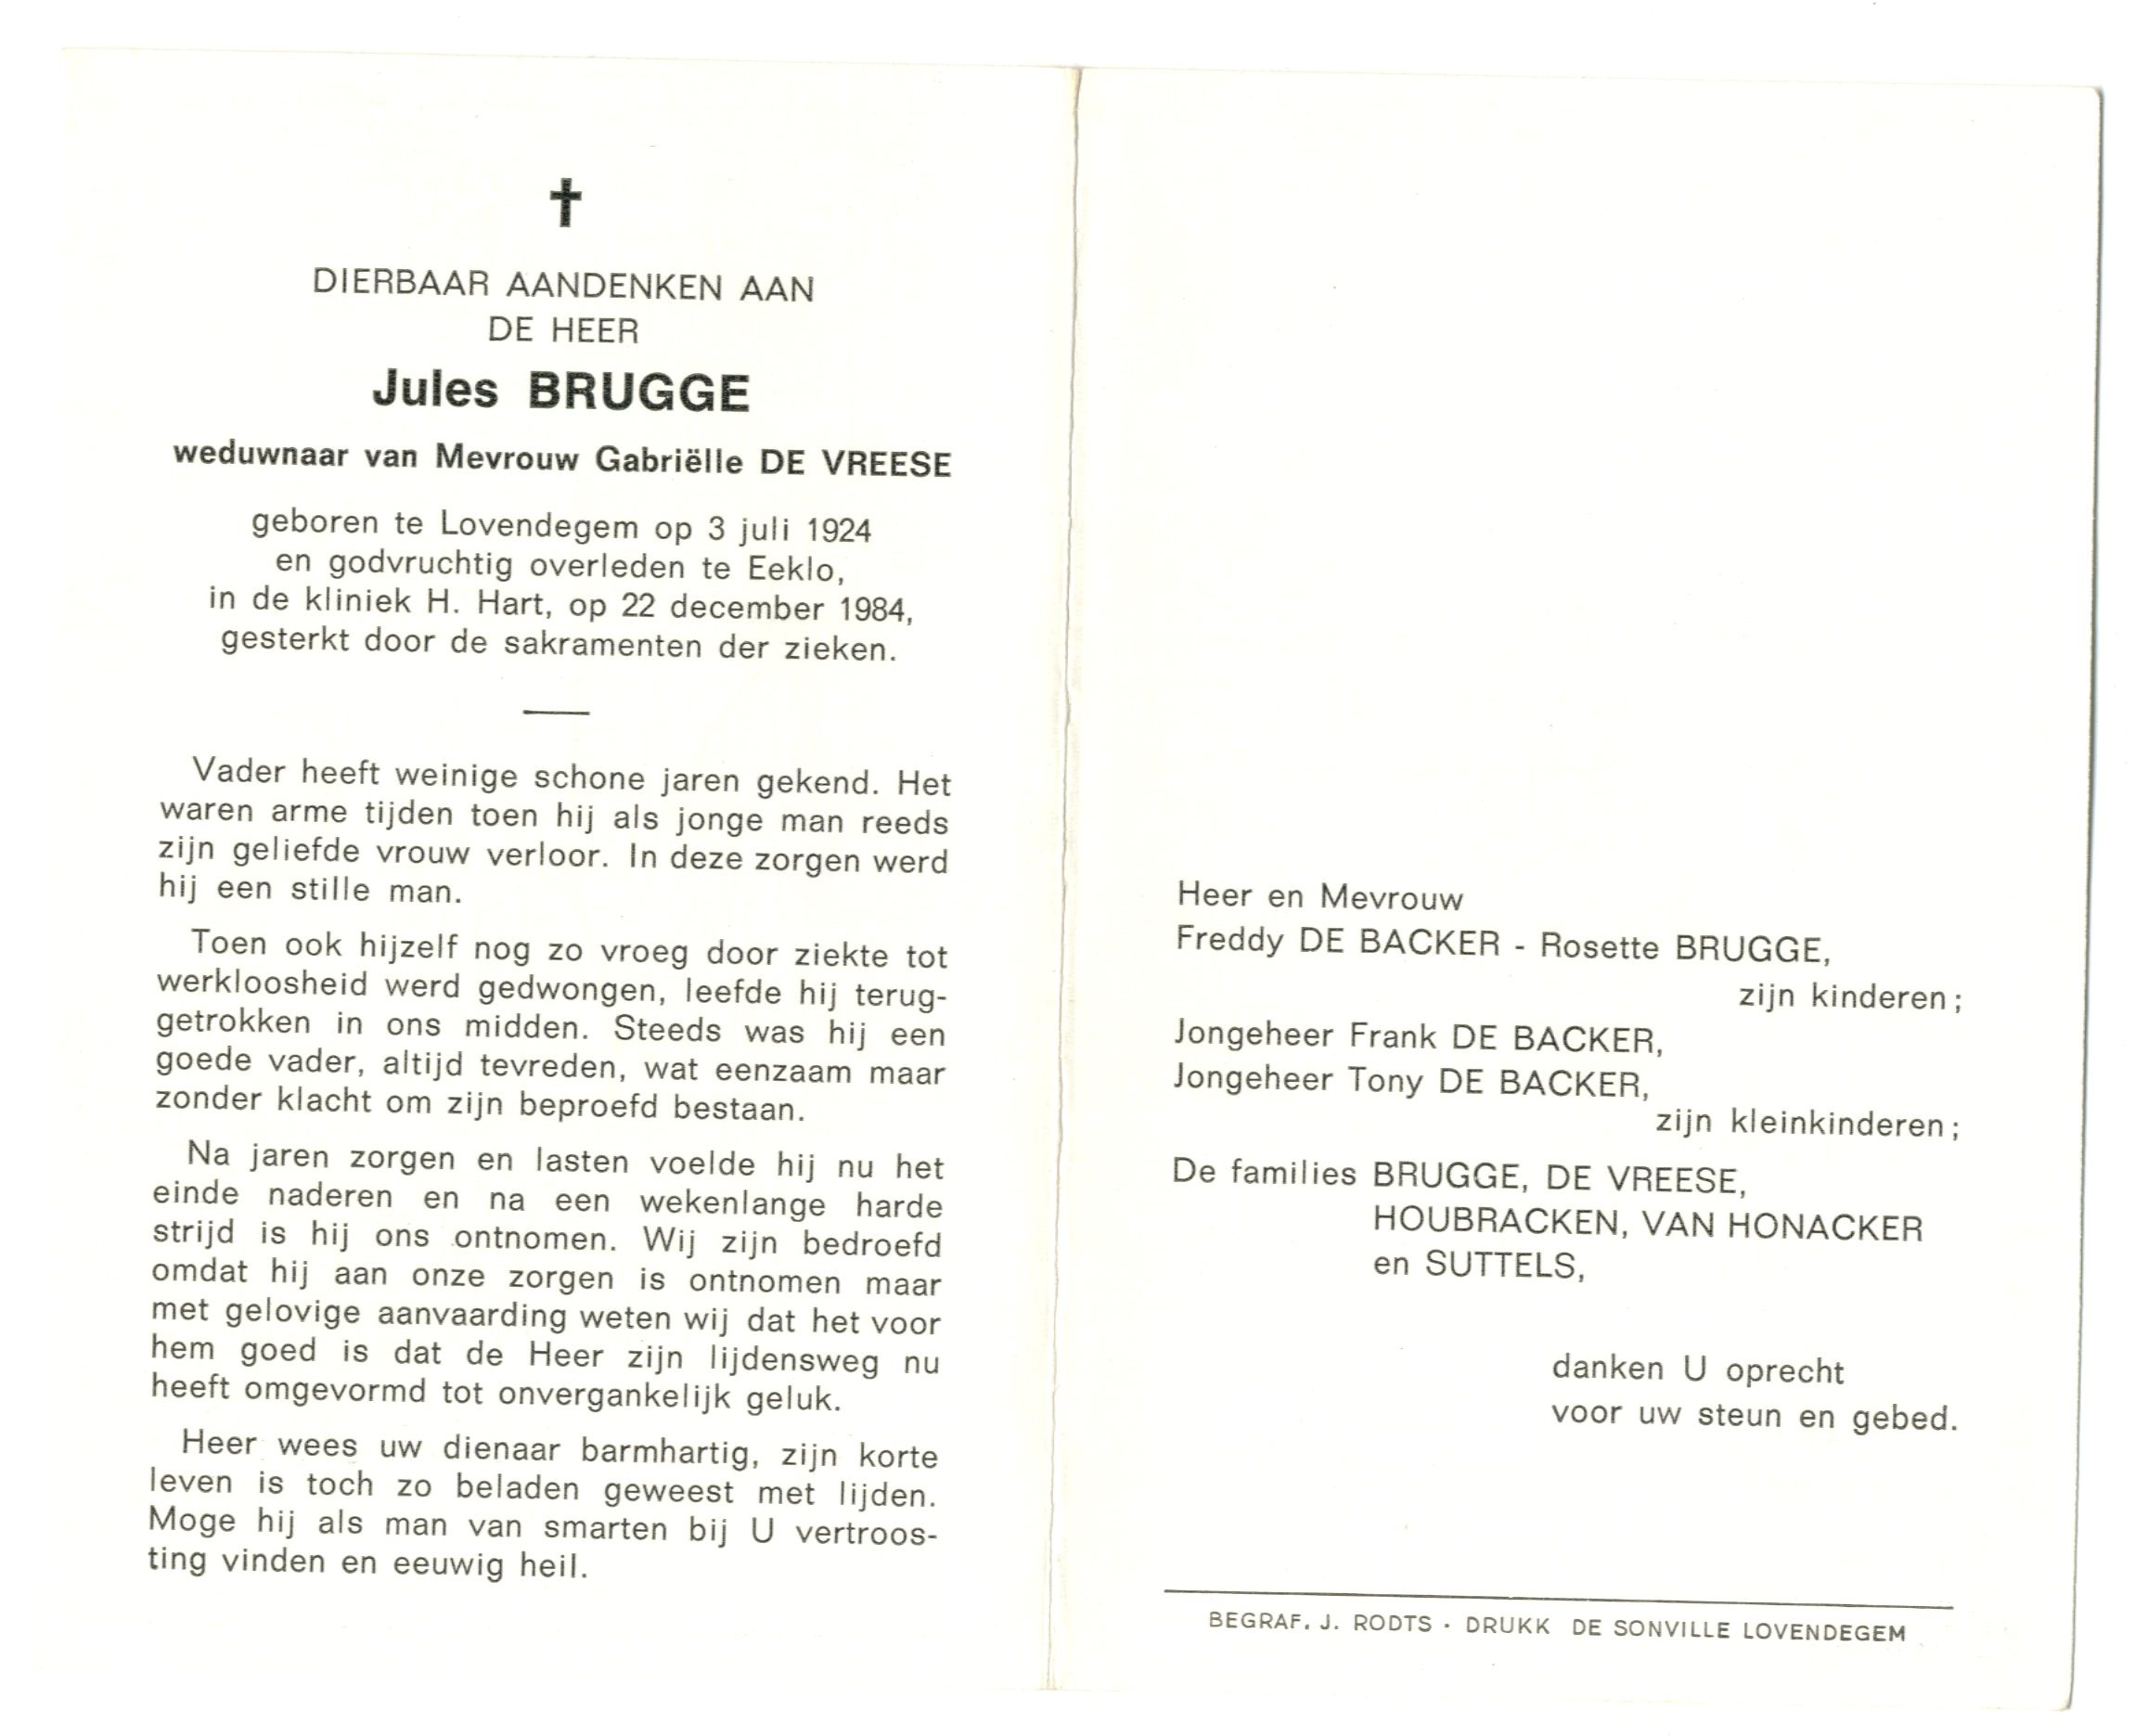 DIERBAAR AANDENKEN AAN
DE HEER
Jules BRUGGE
weduwnaar van Mevrouw Gabriëlle DE VREESE
geboren te Lovendegem op 3 juli 1924
en godvruchtig overleden te Eeklo,
in de kliniek H. Hart, op 22 december 1984,
gesterkt door de sakramenten der zieken.
Vader heeft weinige schone jaren gekend. Het
waren arme tijden toen hij als jonge man reeds
zijn geliefde vrouw verloor. In deze zorgen werd
hij een stille man.
Toen ook hijzelf nog zo vroeg door ziekte tot
werkloosheid werd gedwongen, leefde hij terug-
getrokken in ons midden. Steeds was hij een
goede vader, altijd tevreden, wat eenzaam maar
zonder klacht om zijn beproefd bestaan.
Na jaren zorgen en lasten voelde hij nu het
einde naderen en na een wekenlange harde
strijd is hij ons ontnomen. Wij zijn bedroefd
omdat hij aan onze zorgen is ontnomen maar
met gelovige aanvaarding weten wij dat het voor
hem goed is dat de Heer zijn lijdensweg nu
heeft omgevormd tot onvergankelijk geluk.
Heer wees uw dienaar barmhartig, zijn korte
leven is toch zo beladen geweest met lijden.
Moge hij als man van smarten bij U vertroos-
ting vinden en eeuwig heil.
Heer en Mevrouw
Freddy DE BACKER - Rosette BRUGGE,
zijn kinderen;
Jongeheer Frank DE BACKER,
Jongeheer Tony DE BACKER,
zijn kleinkinderen;
De families BRUGGE, DE VREESE,
HOUBRACKEN, VAN HONACKER
en SUTTELS,
danken U oprecht
voor uw steun en gebed.
BEGRAF. J. RODTS · DRUKK DE SONVILLE LOVENDEGEM